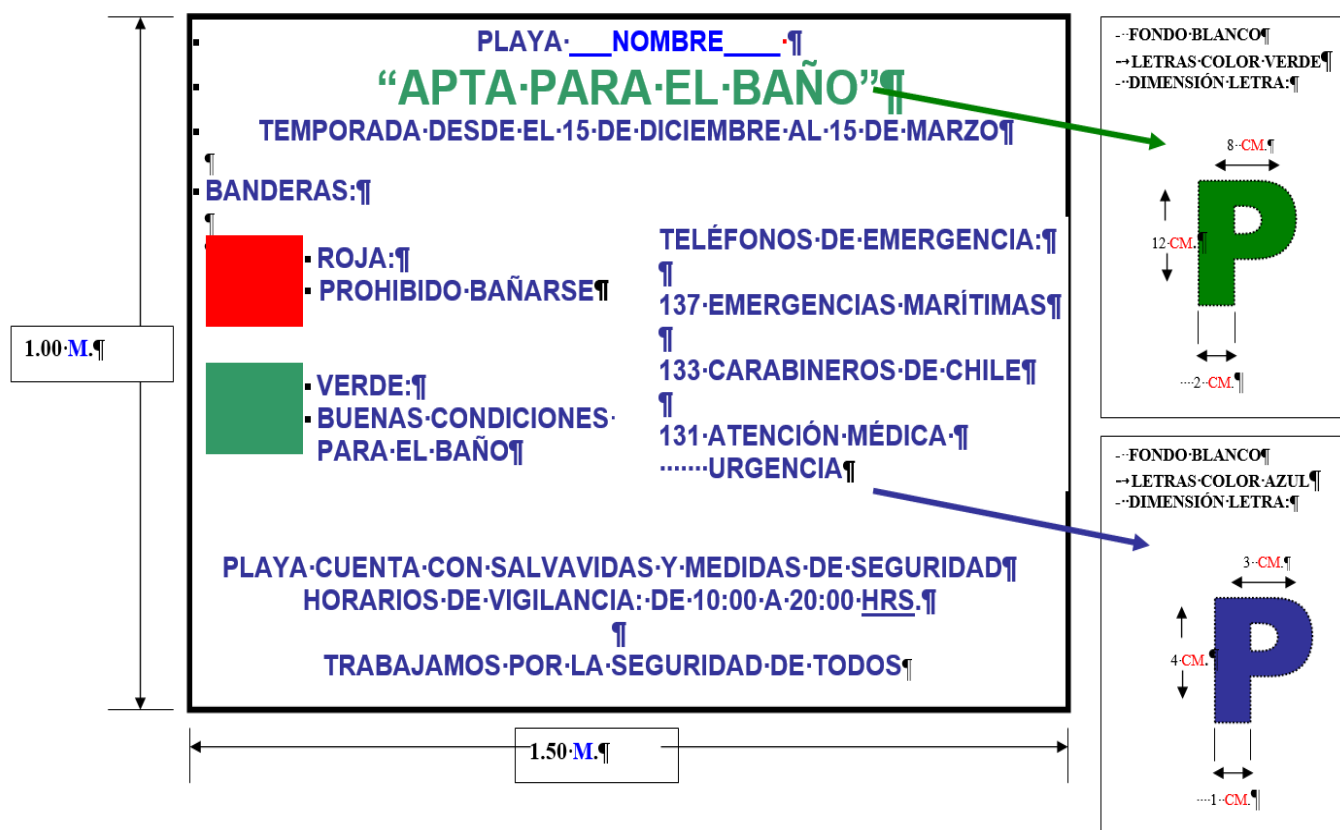 PLAYA ___NOMBRE____
“APTA PARA EL BAÑO”
TEMPORADA DESDE EL 15 DE DICIEMBRE AL 15 DE MARZO
BANDERAS:
ROJA:
PROHIBIDO BAÑARSE
VERDE:
BUENAS CONDICIONES
PARA EL BAÑO
TELÉFONOS DE EMERGENCIA:
137 EMERGENCIAS MARÍTIMAS
133 CARABINEROS DE CHILE
131 ATENCIÓN MÉDICA
URGENCIA
PLAYA CUENTA CON SALVAVIDAS Y MEDIDAS DE SEGURIDAD
HORARIOS DE VIGILANCIA: DE 10:00 A 20:00 HRS.
TRABAJAMOS POR LA SEGURIDAD DE TODOS
1.00 M.
1.50 M.
- FONDO BLANCO
- LETRAS COLOR VERDE
- DIMENSIÓN LETRA:
8 CM.
12 CM.
P
2 CM.
- FONDO BLANCO
- LETRAS COLOR AZUL
- DIMENSIÓN LETRA:
3 CM.
4 CM.
P
1 CM.